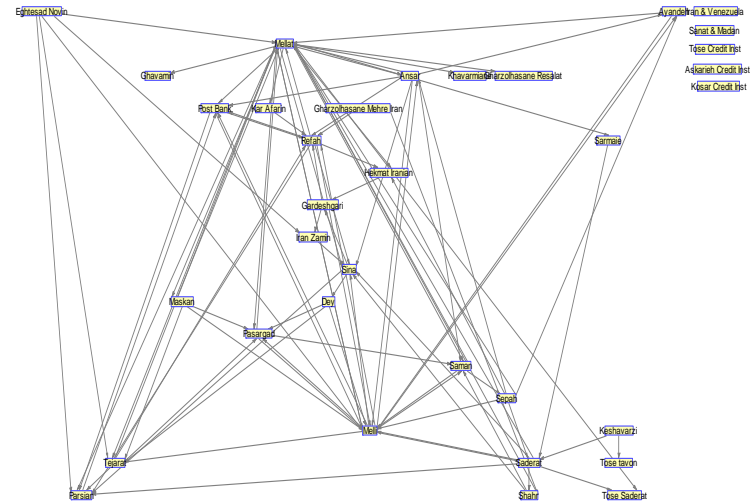 Eghtesad Novin
Ayandeh
Iran & Venezuela
Sanat & Madan
Mellat
Tose Credit Inst
Ghavamin
Ansar
Khavarmiane
Gharzolhasane Resalat
Askarieh Credit Inst
Kosar Credit Inst
Post Bank
Kar Afarin
Gharzolhasane Mehre Iran
Refah
Sarmaie
Hekmat Iranian
Gardeshgari
Iran Zamin
Sina
Maskan
Dey
Pasargad
Saman
Sepah
Melli
Keshavarzi
Tejarat
Saderat
Tose tavon
Parsian
Shahr
Tose Saderat